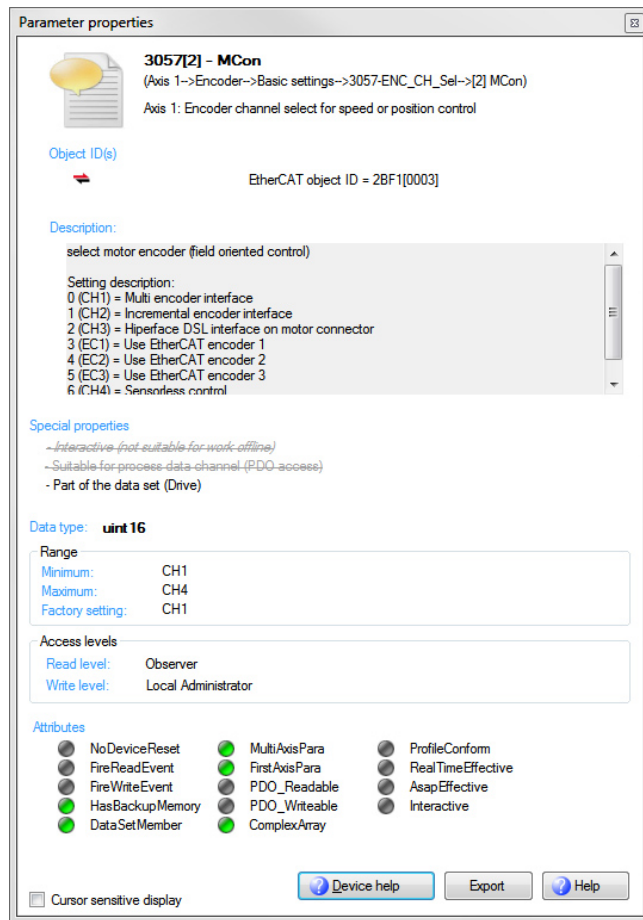 Parameter properties
3057[2] - MCon
(Axis 1-->Encoder-->Basic settings-->3057-ENC_CH_Sel-->[2] MCon)
Axis 1: Encoder channel select for speed or position control
Object ID(s)
EtherCAT object ID = 2BF1[0003]
Description:
select motor encoder (field oriented control)
Setting description:
0 (CH1) = Multi encoder interface
1 (CH2) = Incremental encoder interface
2 (CH3) = Hiperface DSL interface on motor connector
3 (EC1) = Use EtherCAT encoder 1
4 (EC2) = Use EtherCAT encoder 2
5 (EC3) = Use EtherCAT encoder 3
6 (CH4) = Sensorless control
Special properties
- Interactive (not suitable for work offline)
- Suitable for process data channel (PDO access)
- Part of the data set (Drive)
Data type: uint16
Range
Minimum: CH1
Maximum: CH4
Factory setting: CH1
Access levels
Read level: Observer
Write level: Local Administrator
Attributes
NoDeviceReset MultiAxisPara ProfileConform
FireReadEvent FirstAxisPara RealTimeEffective
FireWriteEvent PDO_Readable AsapEffective
HasBackupMemory PDO_Writeable Interactive
DataSetMember ComplexArray
Cursor sensitive display ? Device help Export ? Help